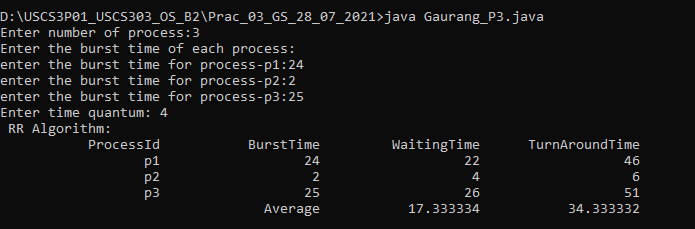 D:\USCS3P01_USCS303_OS_B2\Prac_03_GS_28_07_2021>java Gaurang_P3.java
Enter number of process:3
Enter the burst time of each process:
enter the burst time for process-p1:24
enter the burst time for process-p2:2
enter the burst time for process-p3:25
Enter time quantum: 4
RR Algorithm:
ProcessId BurstTime WaitingTime TurnAroundTime
p1 24 22 46
p2 2 4 6
p3 25 26 51
Average 17.333334 34.333332